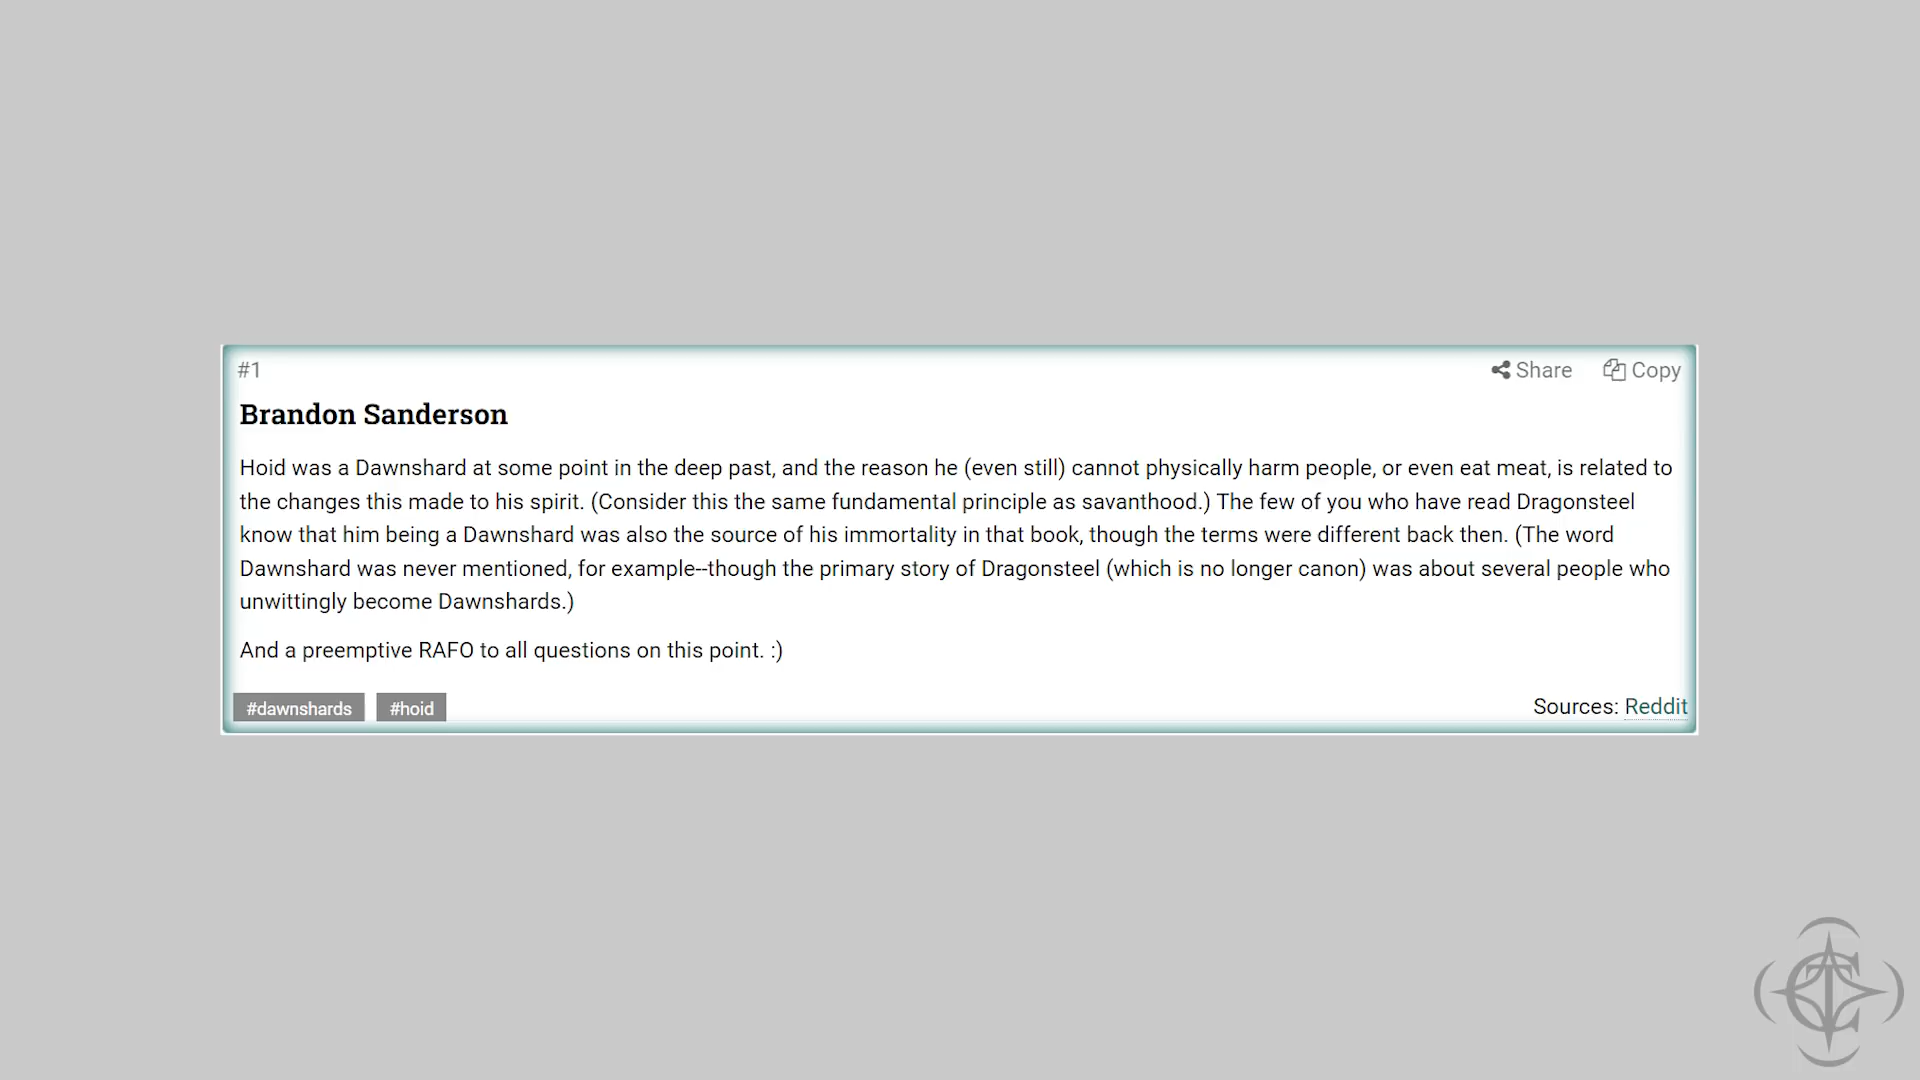 #1
Share
Copy
Brandon Sanderson
Hoid was a Dawnshard at some point in the deep past, and the reason he (even still) cannot physically harm people, or even eat meat, is related to
the changes this made to his spirit. (Consider this the same fundamental principle as savanthood.) The few of you who have read Dragonsteel
know that him being a Dawnshard was also the source of his immortality in that book, though the terms were different back then. (The word
Dawnshard was never mentioned, for example--though the primary story of Dragonsteel (which is no longer canon) was about several people who
unwittingly become Dawnshards.)
And a preemptive RAFO to all questions on this point. :)
#dawnshards
#hoid
Sources: Reddit